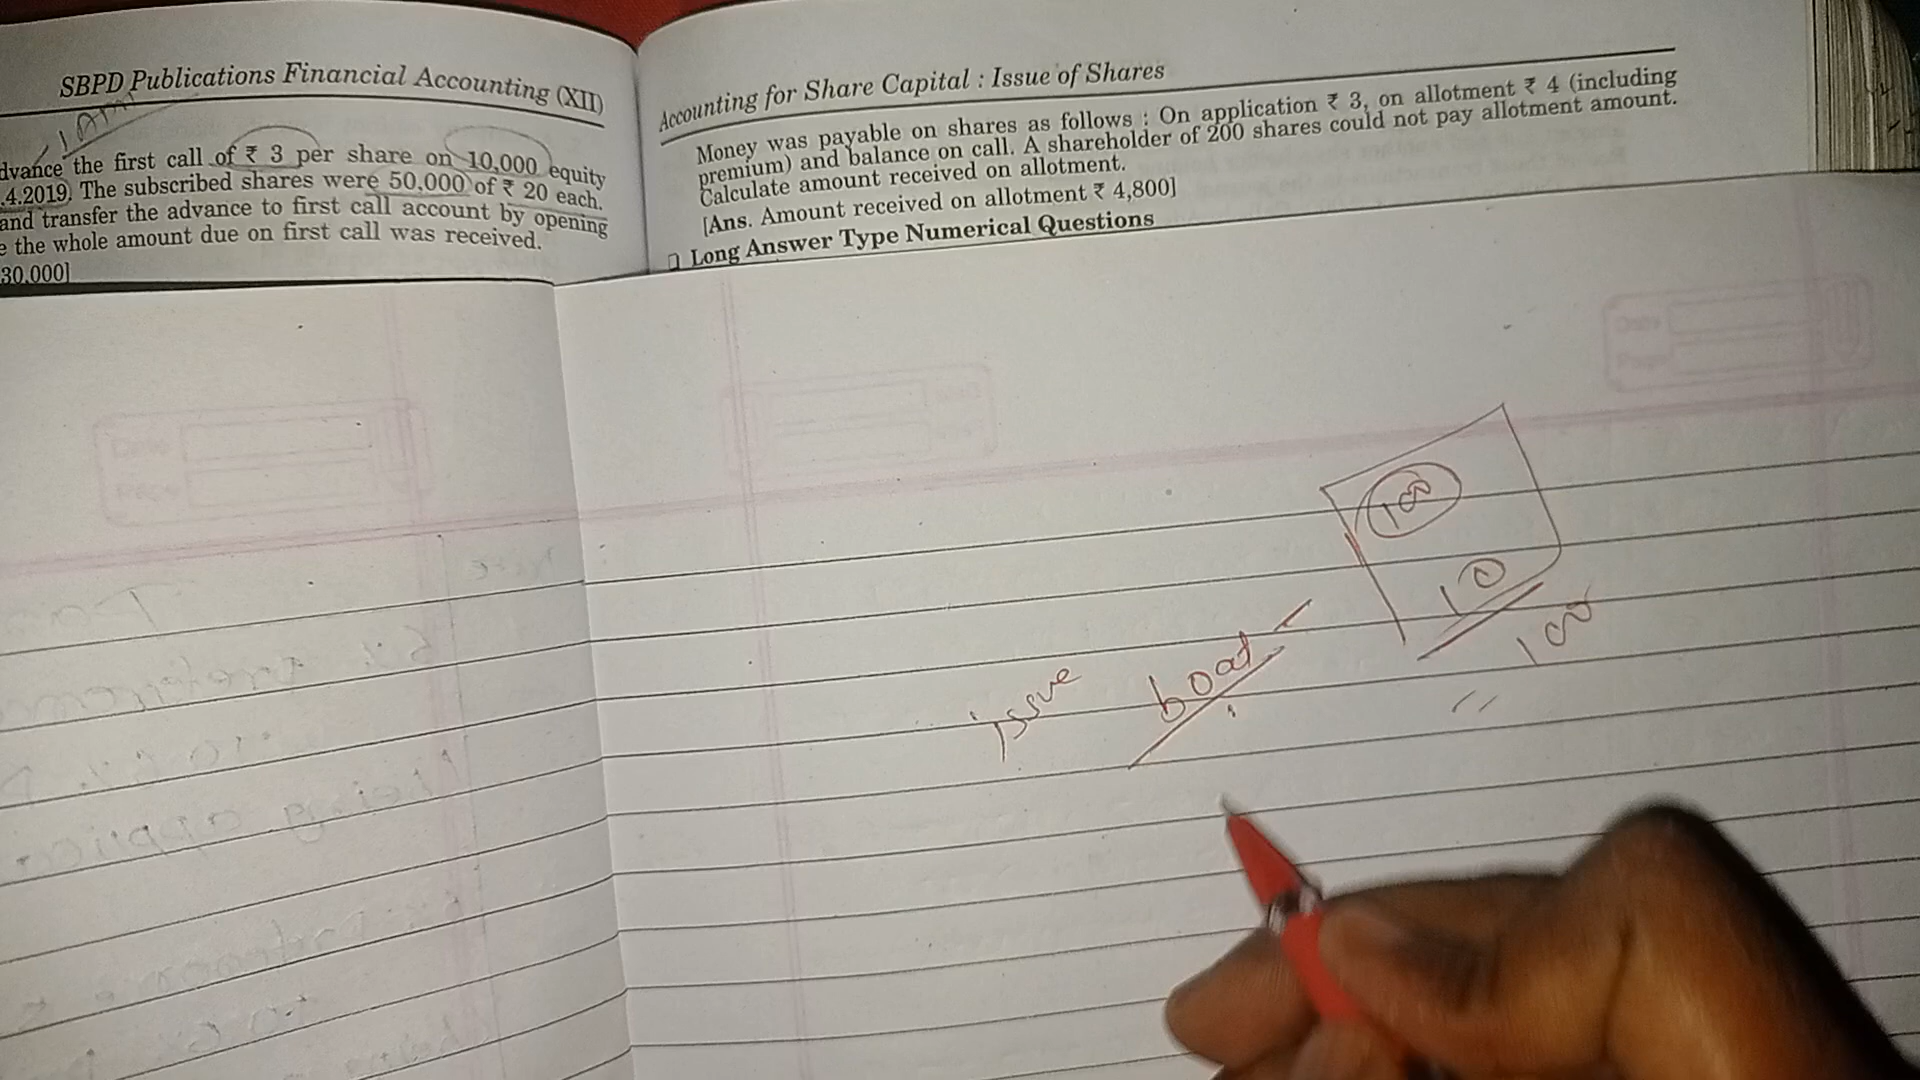 SBPD Publications Financial Accounting (XII)
dvance the first call of ₹ 3 per share on 10,000 equity
.4.2019. The subscribed shares were 50,000 of ₹ 20 each.
and transfer the advance to first call account by opening
e the whole amount due on first call was received.
30,000]
Accounting for Share Capital : Issue of Shares
Money was payable on shares as follows : On application ₹ 3, on allotment ₹ 4 (including
premium) and balance on call. A shareholder of 200 shares could not pay allotment amount.
Calculate amount received on allotment.
[Ans. Amount received on allotment ₹ 4,800]
❑ Long Answer Type Numerical Questions
100
10
100
issue
boat